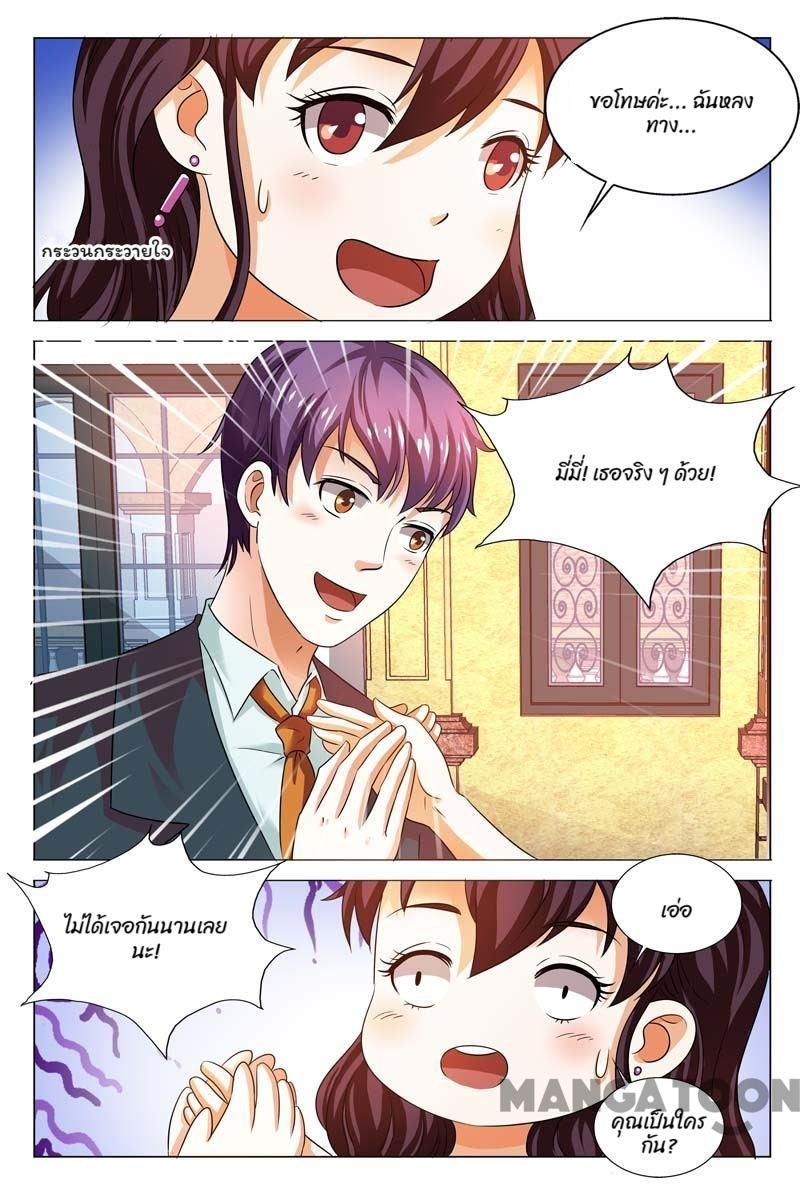 ขอโทษค่ะ... ฉันหลง
ทาง...
กระวนกระวายใจ
มี่มี่! เธอจริง ๆ ด้วย!
ไม่ได้เจอกันนานเลย
นะ!
เอ่อ
MANGATOON
คุณเป็นใคร
กัน?